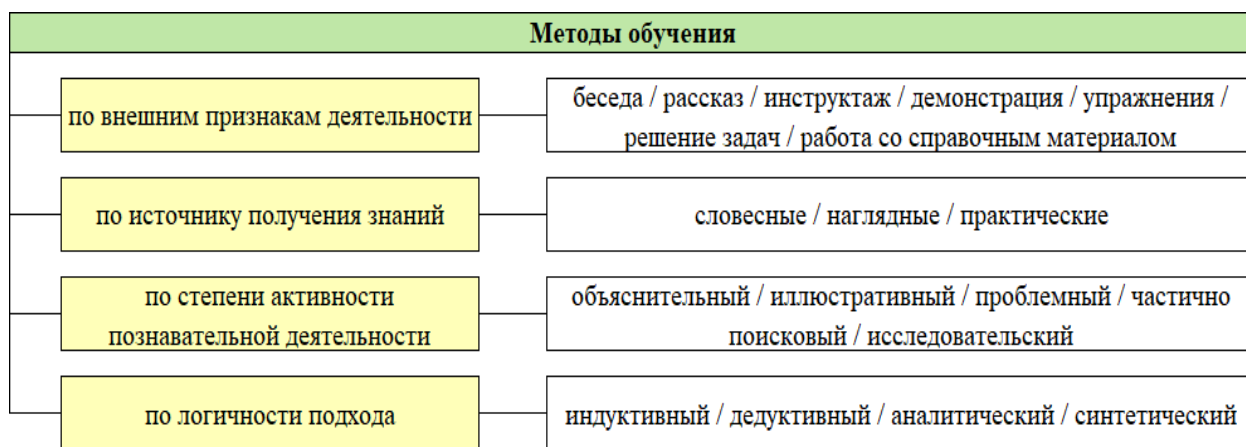 Методы обучения
по внешним признакам деятельности
беседа / рассказ / инструктаж / демонстрация / упражнения /
решение задач / работа со справочным материалом
по источнику получения знаний
словесные / наглядные / практические
по степени активности
познавательной деятельности
объяснительный / иллюстративный / проблемный / частично
поисковый / исследовательский
по логичности подхода
индуктивный / дедуктивный / аналитический / синтетический